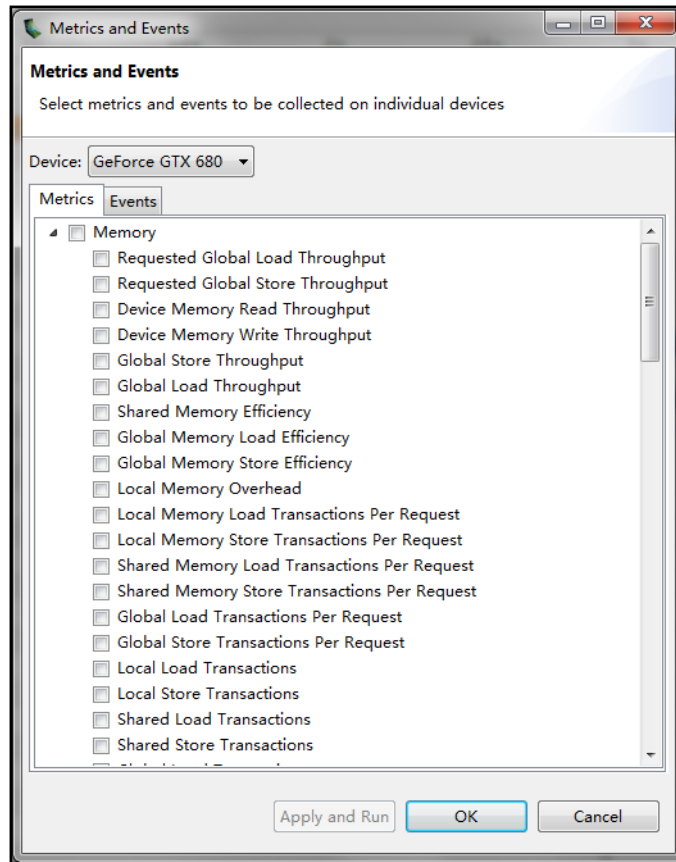 Metrics and Events
Metrics and Events
Select metrics and events to be collected on individual devices
Device: GeForce GTX 680
Metrics Events
Memory
Requested Global Load Throughput
Requested Global Store Throughput
Device Memory Read Throughput
Device Memory Write Throughput
Global Store Throughput
Global Load Throughput
Shared Memory Efficiency
Global Memory Load Efficiency
Global Memory Store Efficiency
Local Memory Overhead
Local Memory Load Transactions Per Request
Local Memory Store Transactions Per Request
Shared Memory Load Transactions Per Request
Shared Memory Store Transactions Per Request
Global Load Transactions Per Request
Global Store Transactions Per Request
Local Load Transactions
Local Store Transactions
Shared Load Transactions
Shared Store Transactions
Apply and Run OK Cancel